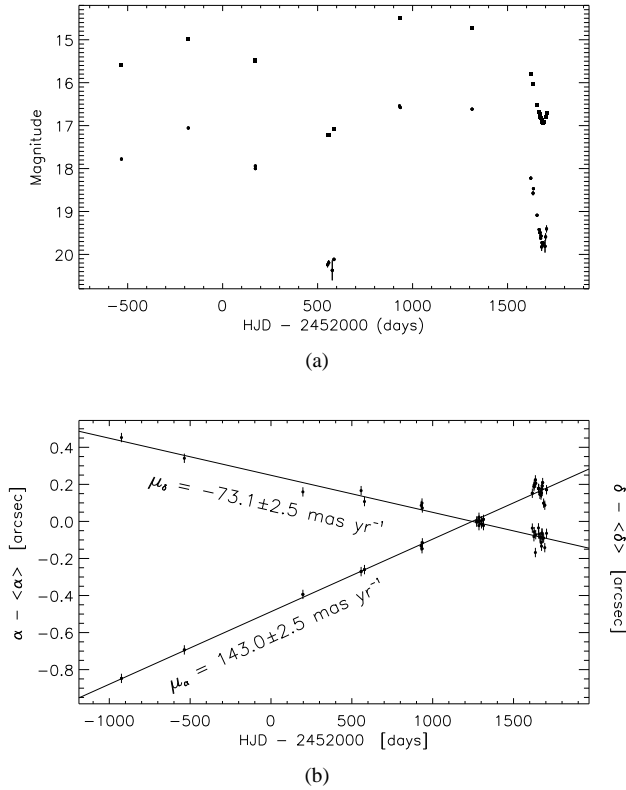 15
16
17
18
19
20
Magnitude
−500 0 500 1000 1500
HJD − 2452000 (days)
(a)
0.4
0.2
0.0
−0.2
−0.4
−0.6
−0.8
α − <α> [arcsec]
μδ = −73.1±2.5 mas yr⁻¹
μα = 143.0±2.5 mas yr⁻¹
δ − <δ> [arcsec]
−1000 −500 0 500 1000 1500
HJD − 2452000 [days]
(b)